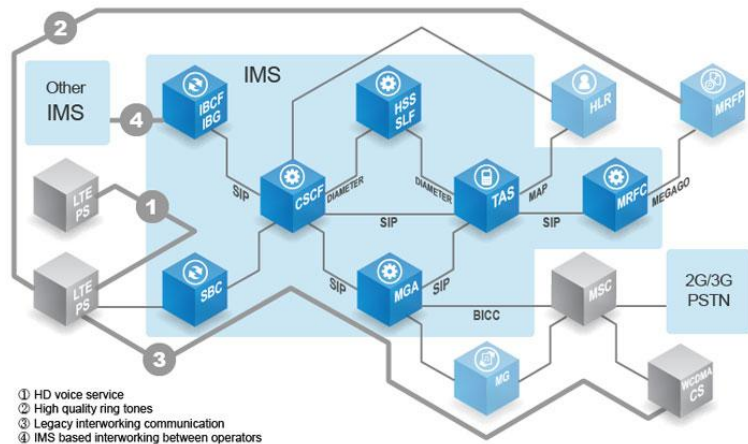 2
Other
IMS
4
IBCF
IBG
IMS
HSS
SLF
HLR
MRFP
LTE
PS
1
SIP
CSCF
DIAMETER
DIAMETER
TAS
MAP
SIP
SIP
MRFC
MEGAGO
LTE
PS
SBC
SIP
MGA
SIP
BICC
MSC
2G/3G
PSTN
3
MG
WCDMA
CS
① HD voice service
② High quality ring tones
③ Legacy interworking communication
④ IMS based interworking between operators